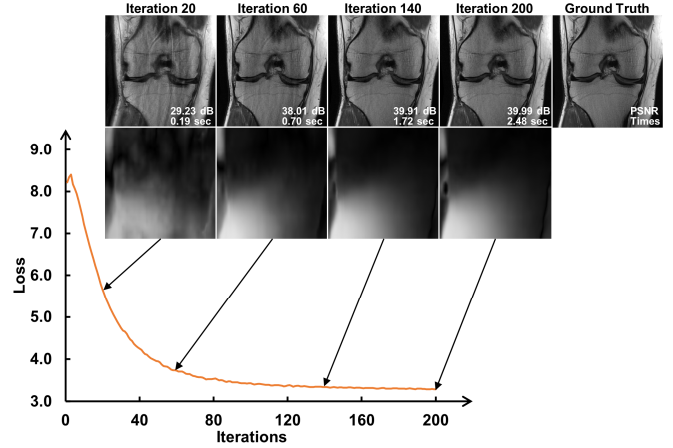 Iteration 20 Iteration 60 Iteration 140 Iteration 200 Ground Truth
29.23 dB 38.01 dB 39.91 dB 39.99 dB PSNR
0.19 sec 0.70 sec 1.72 sec 2.48 sec Times
9.0
8.0
7.0
6.0
5.0
4.0
3.0
Loss
0 40 80 120 160 200
Iterations